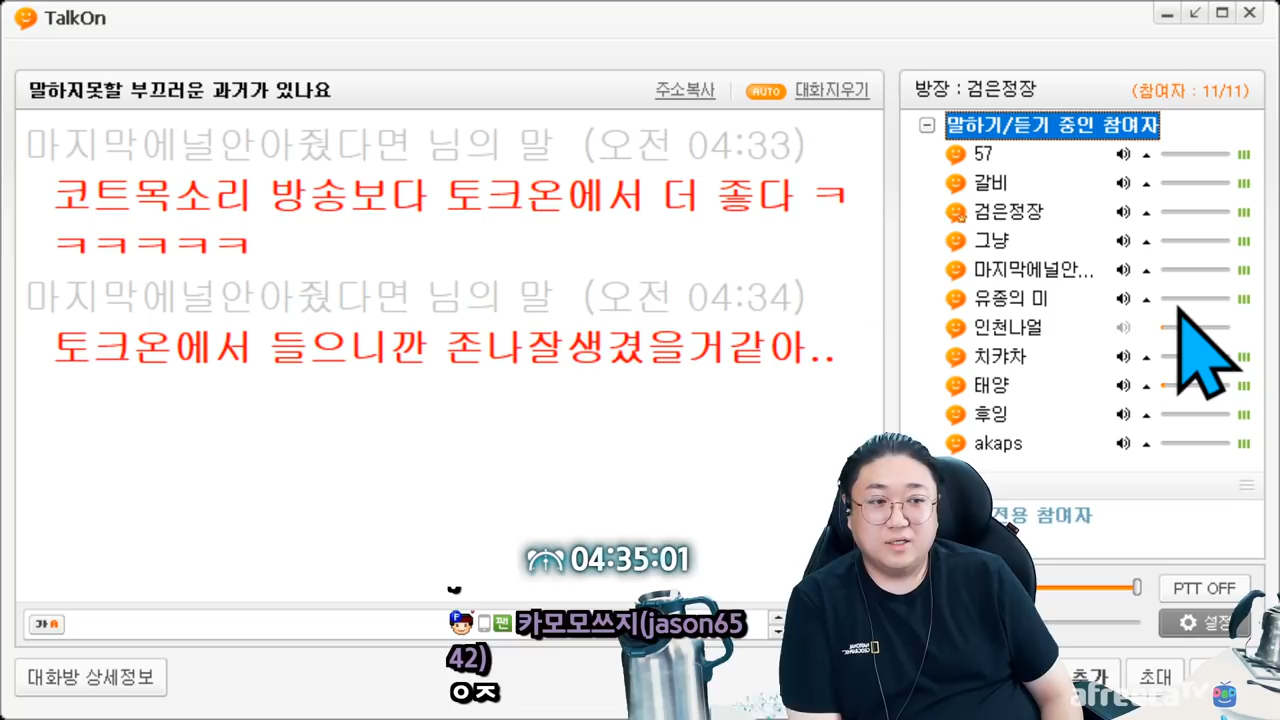 TalkOn
말하지못할 부끄러운 과거가 있나요
주소복사
AUTO
대화지우기
마지막에널안아줬다면 님의 말 (오전 04:33)
코트목소리 방송보다 토크온에서 더 좋다 ㅋ
ㅋㅋㅋㅋㅋ
마지막에널안아줬다면 님의 말 (오전 04:34)
토크온에서 들으니깐 존나잘생겼을거같아..
방장 : 검은정장
(참여자 : 11/11)
말하기/듣기 중인 참여자
57
갈비
검은정장
그냥
마지막에널안...
유종의 미
인천나얼
치캬차
태양
후잉
akaps
전용 참여자
04:35:01
PTT OFF
설정
가
팬 카모모쓰지(jason65
42)
ㅇㅈ
대화방 상세정보
추가
초대
NATIONAL
GEOGRAPHIC
afreecaTV